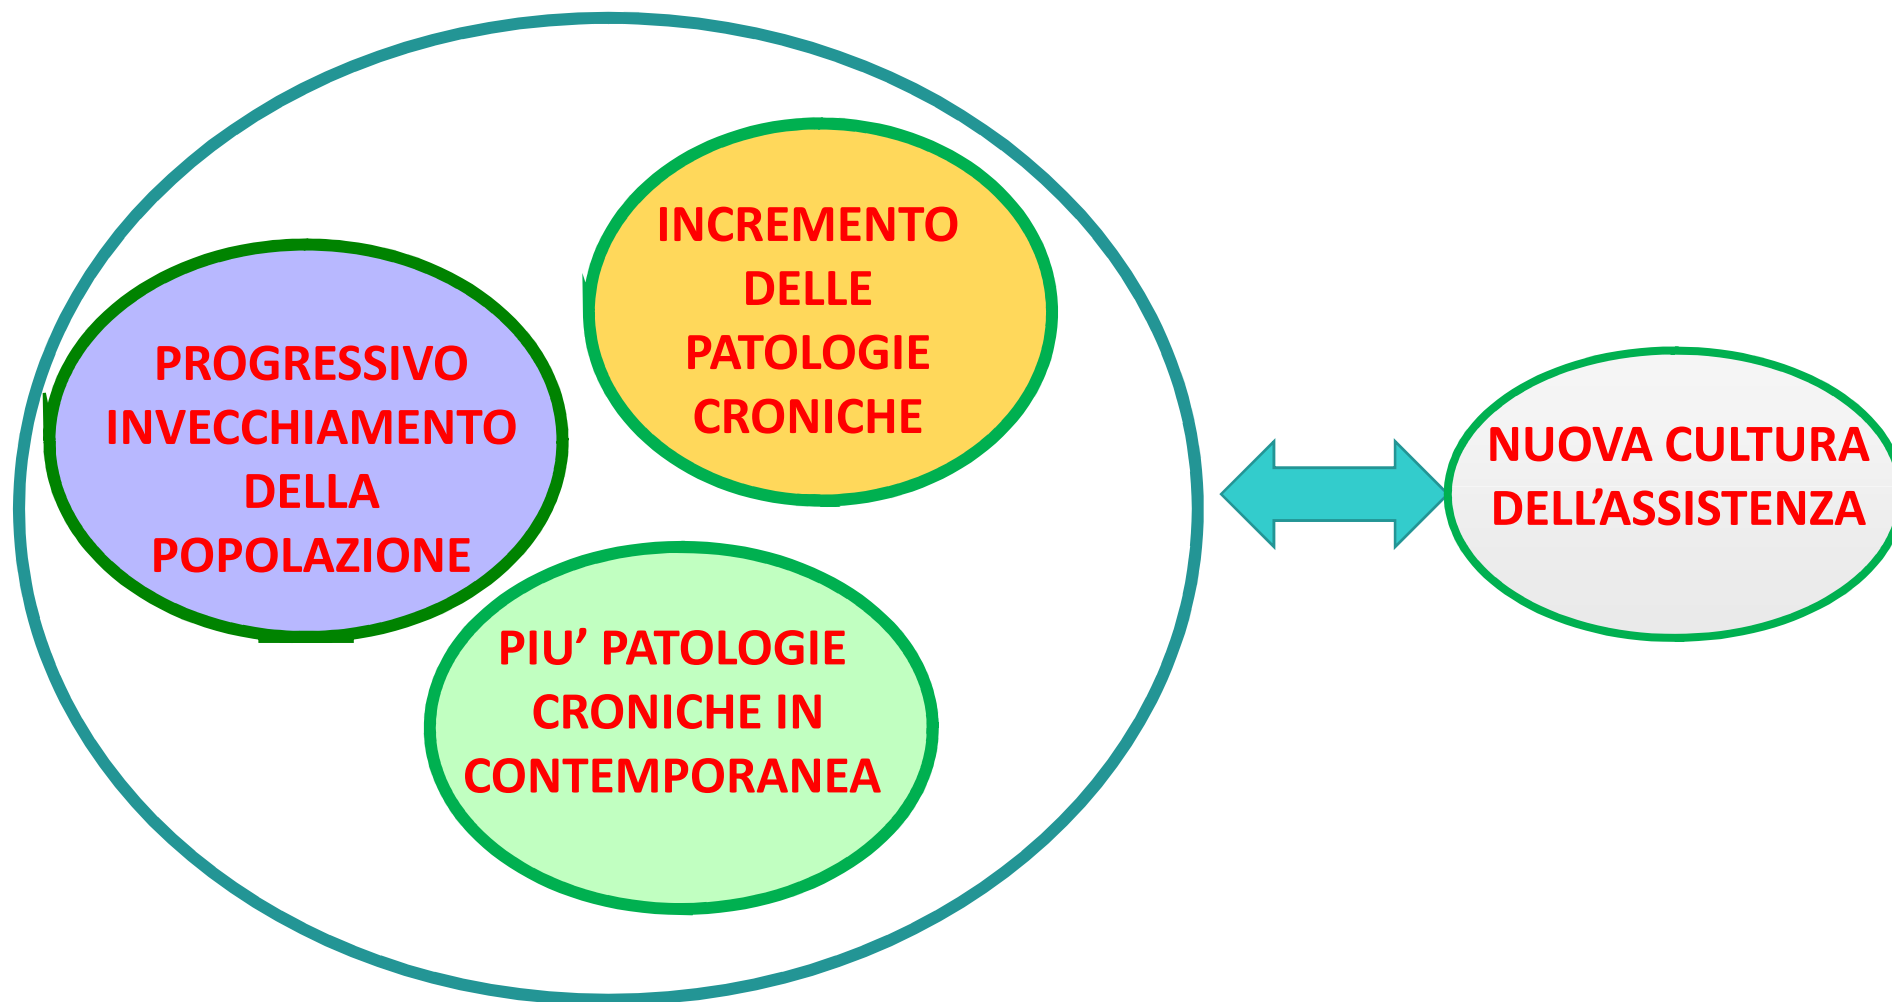 INCREMENTO
DELLE
PATOLOGIE
CRONICHE
PROGRESSIVO
INVECCHIAMENTO
DELLA
POPOLAZIONE
PIU’ PATOLOGIE
CRONICHE IN
CONTEMPORANEA
NUOVA CULTURA
DELL’ASSISTENZA